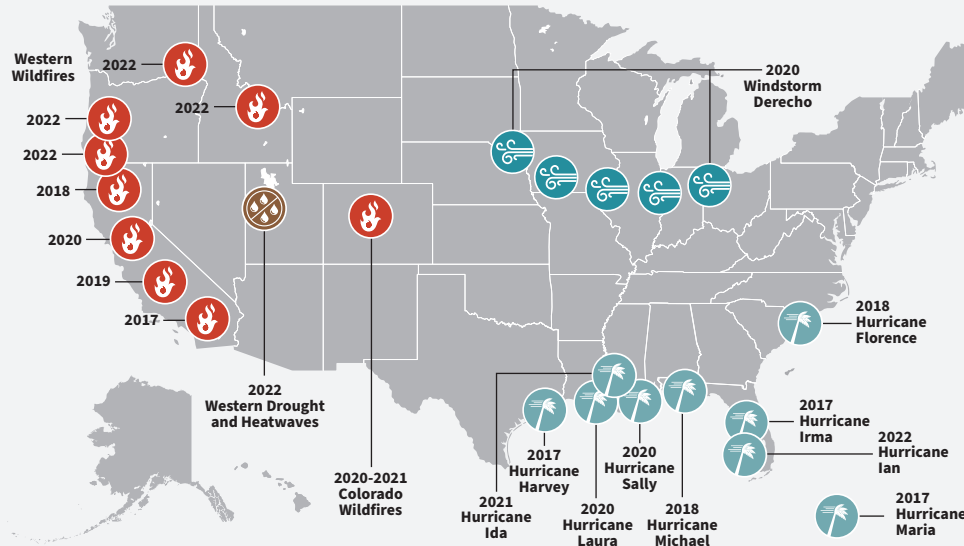 Western
Wildfires
2022
2022
2022
2022
2018
2020
2019
2017
2022
Western Drought
and Heatwaves
2020-2021
Colorado
Wildfires
2020
Windstorm
Derecho
2018
Hurricane
Florence
2017
Hurricane
Irma
2022
Hurricane
Ian
2017
Hurricane
Maria
2021
Hurricane
Ida
2017
Hurricane
Harvey
2020
Hurricane
Laura
2020
Hurricane
Sally
2018
Hurricane
Michael